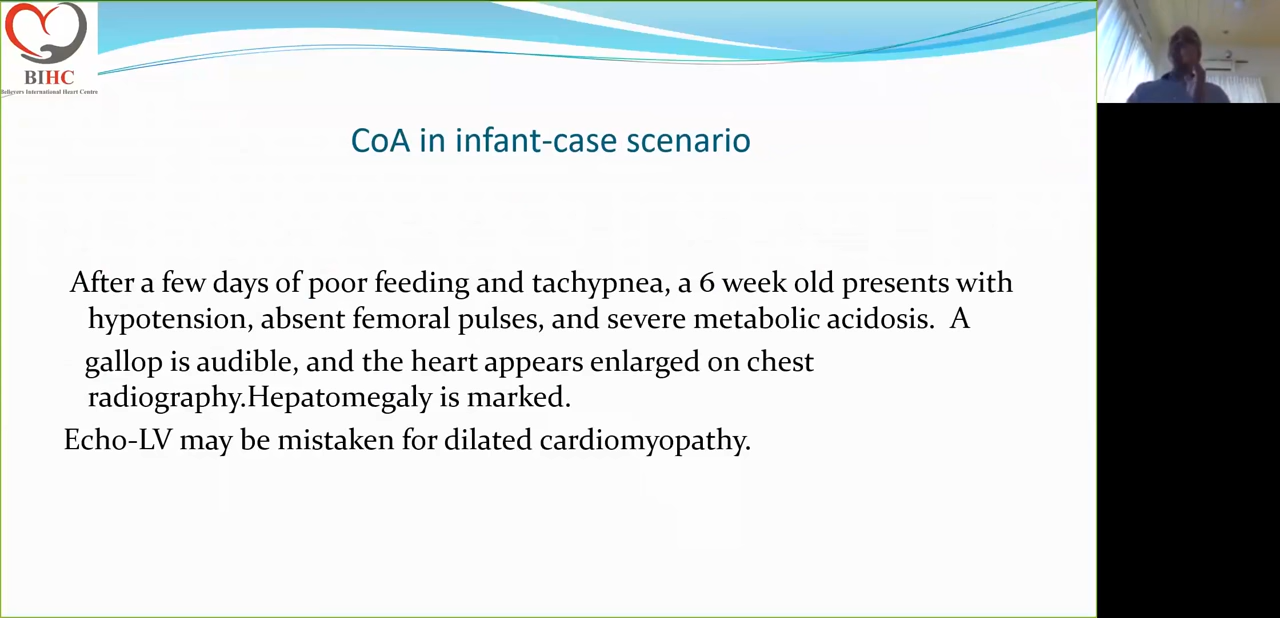 BIHC
Believers International Heart Centre
CoA in infant-case scenario
After a few days of poor feeding and tachypnea, a 6 week old presents with
hypotension, absent femoral pulses, and severe metabolic acidosis. A
gallop is audible, and the heart appears enlarged on chest
radiography.Hepatomegaly is marked.
Echo-LV may be mistaken for dilated cardiomyopathy.